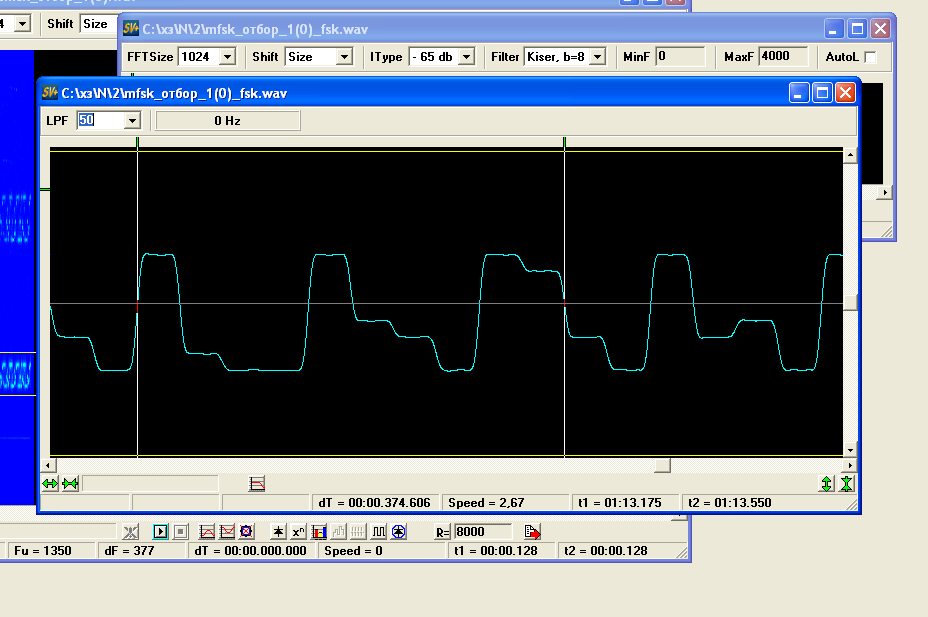 4 Shift Size
SV+ C:\хз\N\2\mfsk_отбор_1(0)_fsk.wav
FFTSize 1024 Shift Size IType - 65 db Filter Kiser, b=8 MinF 0 MaxF 4000 AutoL
SV+ C:\хз\N\2\mfsk_отбор_1(0)_fsk.wav
LPF 50 0 Hz
dT = 00:00.374.606 Speed = 2,67 t1 = 01:13.175 t2 = 01:13.550
R= 8000
Fu = 1350 dF = 377 dT = 00:00.000.000 Speed = 0 t1 = 00:00.128 t2 = 00:00.128